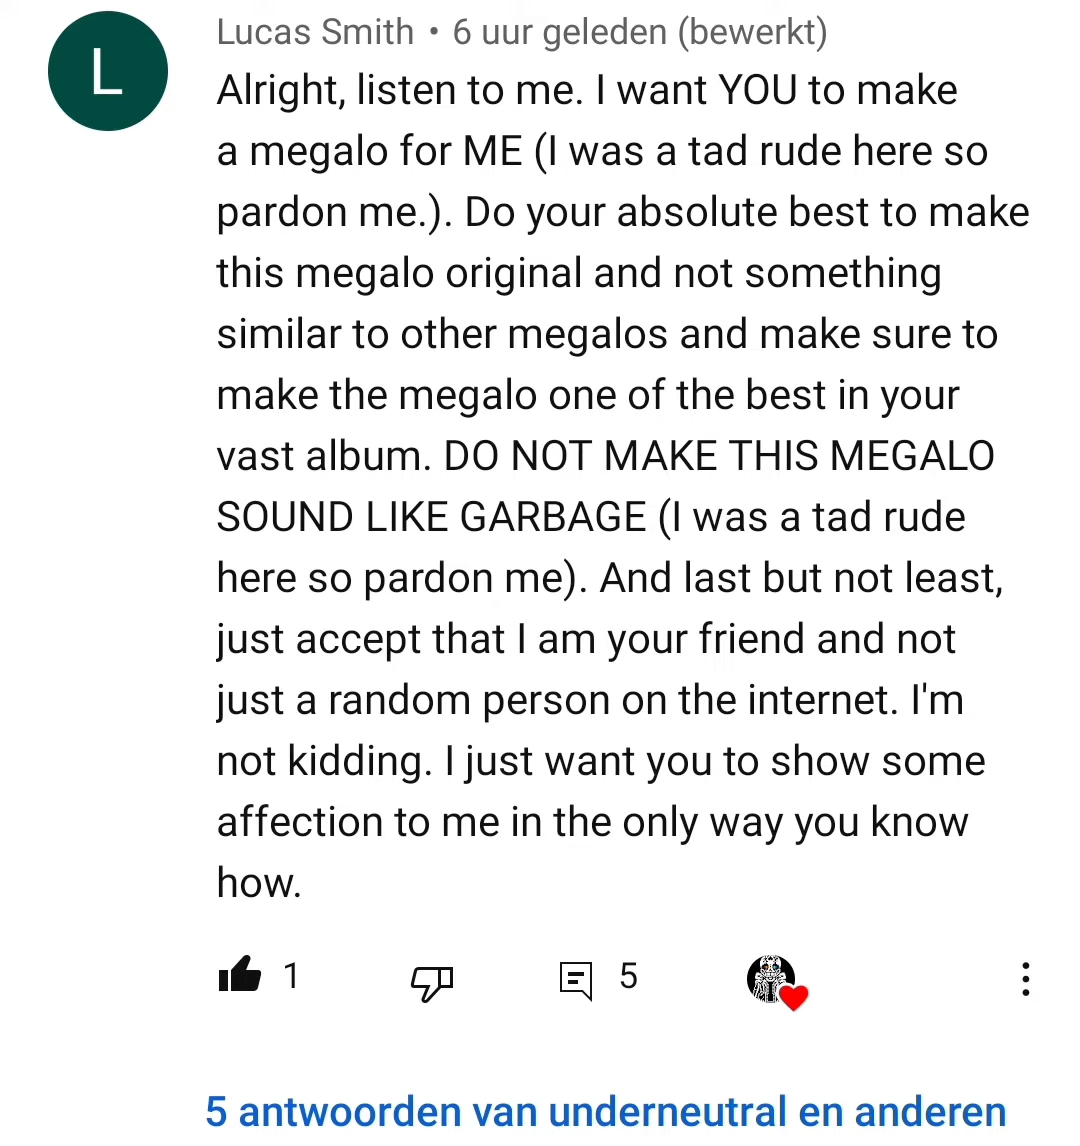 L
Lucas Smith • 6 uur geleden (bewerkt)
Alright, listen to me. I want YOU to make
a megalo for ME (I was a tad rude here so
pardon me.). Do your absolute best to make
this megalo original and not something
similar to other megalos and make sure to
make the megalo one of the best in your
vast album. DO NOT MAKE THIS MEGALO
SOUND LIKE GARBAGE (I was a tad rude
here so pardon me). And last but not least,
just accept that I am your friend and not
just a random person on the internet. I'm
not kidding. I just want you to show some
affection to me in the only way you know
how.
1 5
5 antwoorden van underneutral en anderen